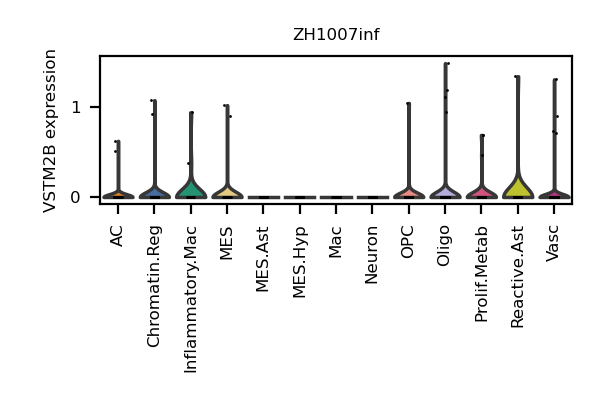 ZH1007inf
VSTM2B expression
1
0
AC
Chromatin.Reg
Inflammatory.Mac
MES
MES.Ast
MES.Hyp
Mac
Neuron
OPC
Oligo
Prolif.Metab
Reactive.Ast
Vasc